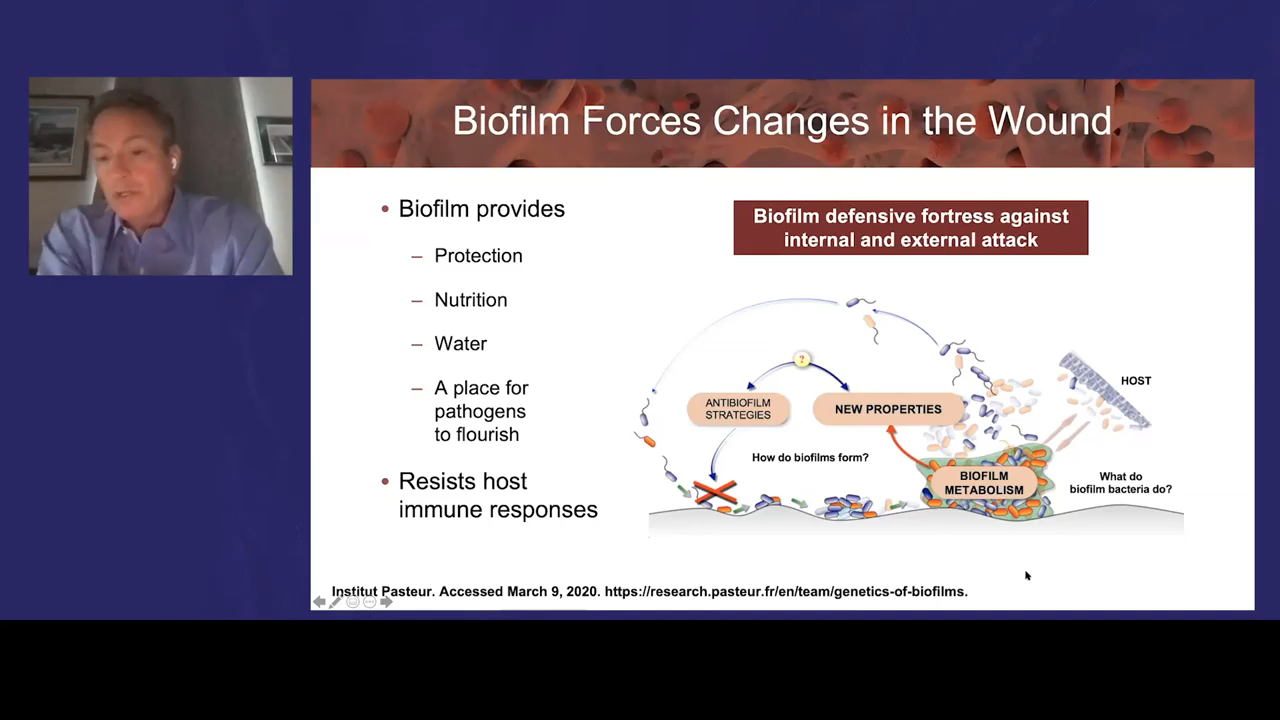 Biofilm Forces Changes in the Wound
• Biofilm provides
– Protection
– Nutrition
– Water
– A place for
pathogens
to flourish
• Resists host
immune responses
Biofilm defensive fortress against
internal and external attack
?
ANTIBIOFILM
STRATEGIES
NEW PROPERTIES
HOST
How do biofilms form?
BIOFILM
METABOLISM
What do
biofilm bacteria do?
Institut Pasteur. Accessed March 9, 2020. https://research.pasteur.fr/en/team/genetics-of-biofilms.